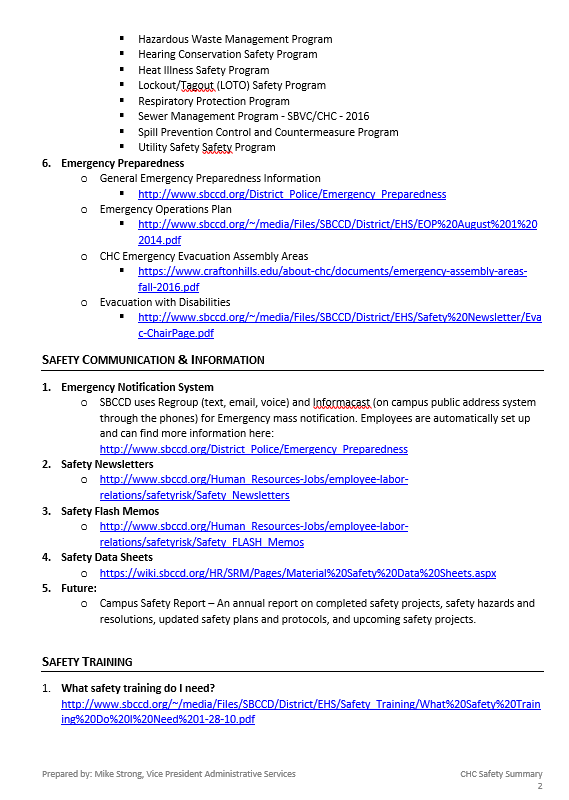 ▪ Hazardous Waste Management Program
▪ Hearing Conservation Safety Program
▪ Heat Illness Safety Program
▪ Lockout/Tagout (LOTO) Safety Program
▪ Respiratory Protection Program
▪ Sewer Management Program - SBVC/CHC - 2016
▪ Spill Prevention Control and Countermeasure Program
▪ Utility Safety Safety Program
6. Emergency Preparedness
o General Emergency Preparedness Information
▪ http://www.sbccd.org/District_Police/Emergency_Preparedness
o Emergency Operations Plan
▪ http://www.sbccd.org/~/media/Files/SBCCD/District/EHS/EOP%20August%201%20
2014.pdf
o CHC Emergency Evacuation Assembly Areas
▪ https://www.craftonhills.edu/about-chc/documents/emergency-assembly-areas-
fall-2016.pdf
o Evacuation with Disabilities
▪ http://www.sbccd.org/~/media/Files/SBCCD/District/EHS/Safety%20Newsletter/Eva
c-ChairPage.pdf
SAFETY COMMUNICATION & INFORMATION
1. Emergency Notification System
o SBCCD uses Regroup (text, email, voice) and Informacast (on campus public address system
through the phones) for Emergency mass notification. Employees are automatically set up
and can find more information here:
http://www.sbccd.org/District_Police/Emergency_Preparedness
2. Safety Newsletters
o http://www.sbccd.org/Human_Resources-Jobs/employee-labor-
relations/safetyrisk/Safety_Newsletters
3. Safety Flash Memos
o http://www.sbccd.org/Human_Resources-Jobs/employee-labor-
relations/safetyrisk/Safety_FLASH_Memos
4. Safety Data Sheets
o https://wiki.sbccd.org/HR/SRM/Pages/Material%20Safety%20Data%20Sheets.aspx
5. Future:
o Campus Safety Report – An annual report on completed safety projects, safety hazards and
resolutions, updated safety plans and protocols, and upcoming safety projects.
SAFETY TRAINING
1. What safety training do I need?
http://www.sbccd.org/~/media/Files/SBCCD/District/EHS/Safety_Training/What%20Safety%20Train
ing%20Do%20I%20Need%201-28-10.pdf
Prepared by: Mike Strong, Vice President Administrative Services CHC Safety Summary
2